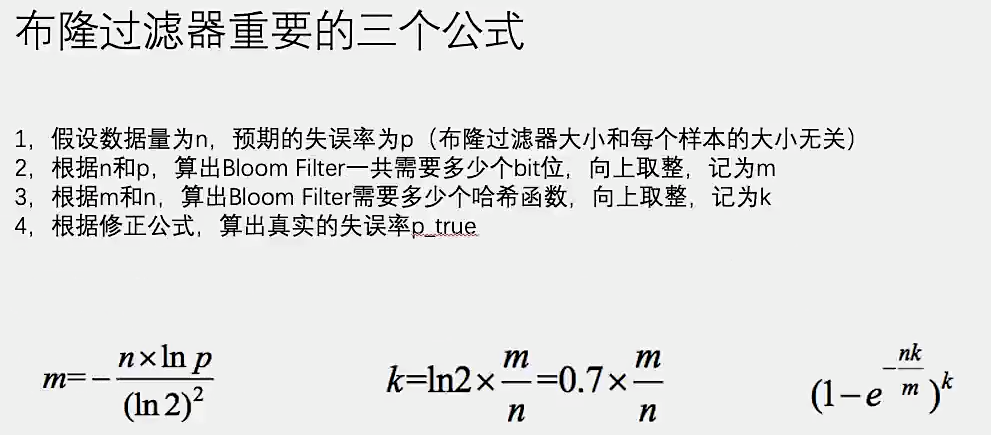 布隆过滤器重要的三个公式
1，假设数据量为n，预期的失误率为p（布隆过滤器大小和每个样本的大小无关）
2，根据n和p，算出Bloom Filter一共需要多少个bit位，向上取整，记为m
3，根据m和n，算出Bloom Filter需要多少个哈希函数，向上取整，记为k
4，根据修正公式，算出真实的失误率p_true
m=-\frac{n×ln p}{(ln 2)^2} k=ln2×\frac{m}{n}=0.7×\frac{m}{n} (1-e^{-\frac{nk}{m}})^k